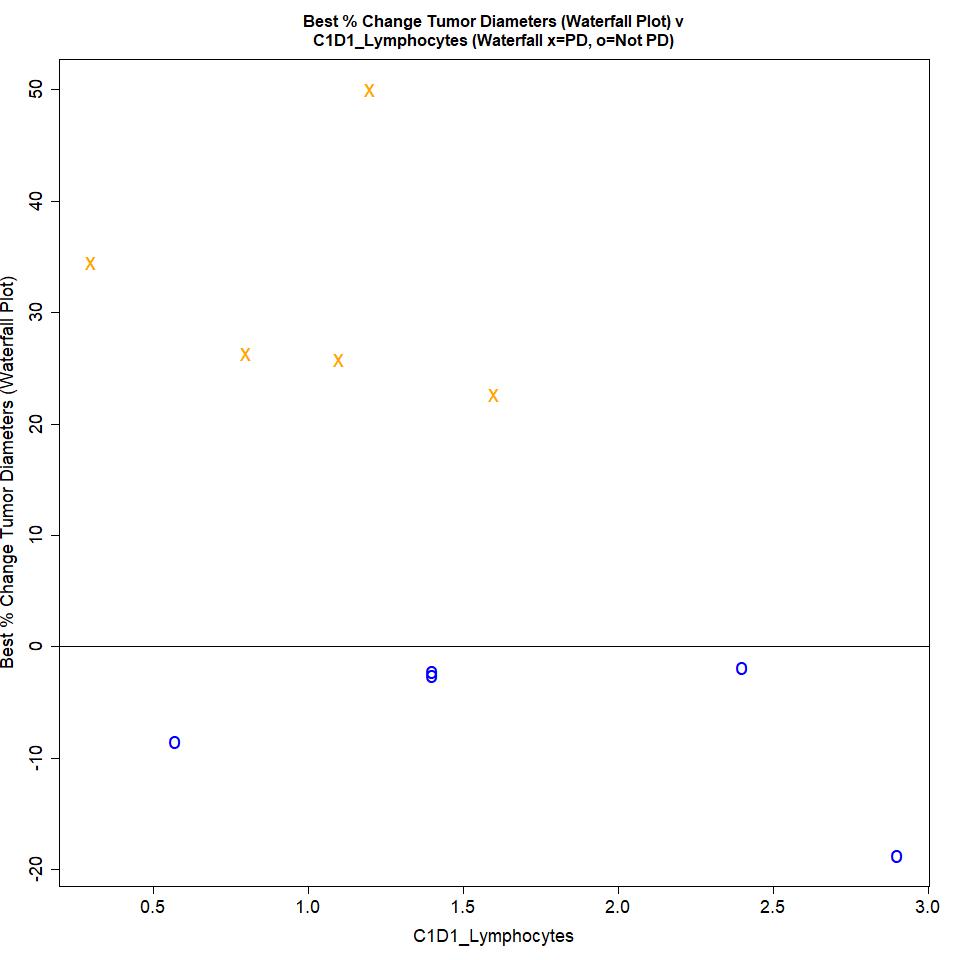 Best % Change Tumor Diameters (Waterfall Plot) v
C1D1_Lymphocytes (Waterfall x=PD, o=Not PD)
Best % Change Tumor Diameters (Waterfall Plot)
50
40
30
20
10
0
-10
-20
X
X
X
X
X
O
O
O
O
O
0.5 1.0 1.5 2.0 2.5 3.0
C1D1_Lymphocytes